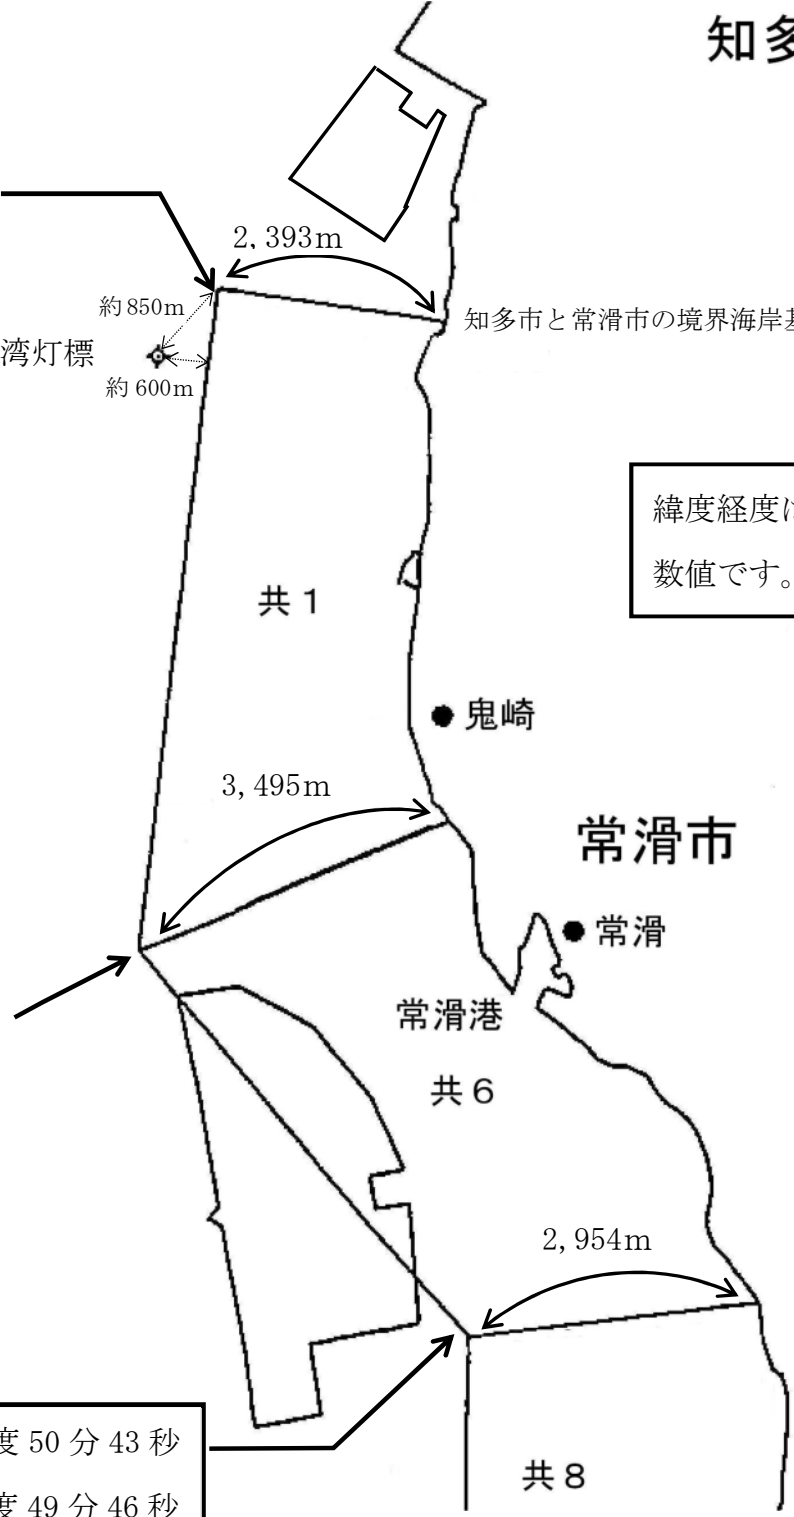 知多
2,393m
約850m
知多市と常滑市の境界海岸基
湾灯標
約600m
緯度経度は
数値です。
共1
鬼崎
3,495m
常滑市
常滑
常滑港
共6
2,954m
度50分43秒
共8
度49分46秒